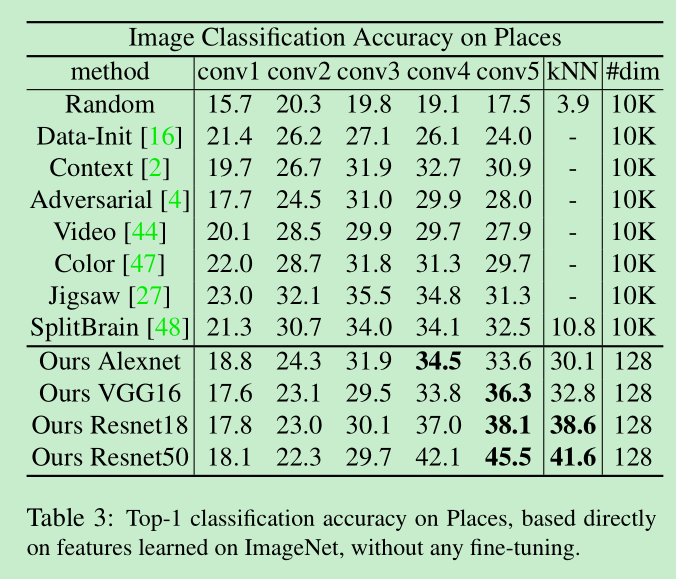 Image Classification Accuracy on Places
method conv1 conv2 conv3 conv4 conv5 kNN #dim
Random 15.7 20.3 19.8 19.1 17.5 3.9 10K
Data-Init [16] 21.4 26.2 27.1 26.1 24.0 - 10K
Context [2] 19.7 26.7 31.9 32.7 30.9 - 10K
Adversarial [4] 17.7 24.5 31.0 29.9 28.0 - 10K
Video [44] 20.1 28.5 29.9 29.7 27.9 - 10K
Color [47] 22.0 28.7 31.8 31.3 29.7 - 10K
Jigsaw [27] 23.0 32.1 35.5 34.8 31.3 - 10K
SplitBrain [48] 21.3 30.7 34.0 34.1 32.5 10.8 10K
Ours Alexnet 18.8 24.3 31.9 34.5 33.6 30.1 128
Ours VGG16 17.6 23.1 29.5 33.8 36.3 32.8 128
Ours Resnet18 17.8 23.0 30.1 37.0 38.1 38.6 128
Ours Resnet50 18.1 22.3 29.7 42.1 45.5 41.6 128
Table 3: Top-1 classification accuracy on Places, based directly
on features learned on ImageNet, without any fine-tuning.